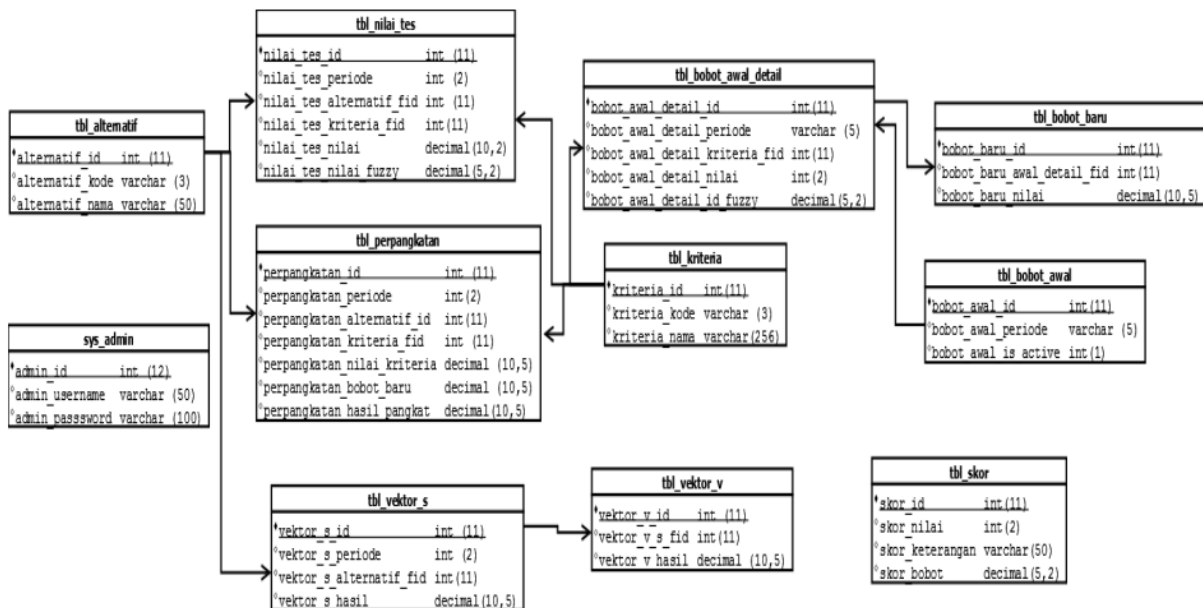 tbl_nilai_tes
nilai_tes_id int (11)
nilai_tes_periode int (2)
nilai_tes_alternatif_fid int (11)
nilai_tes_kriteria_fid int(11)
nilai_tes_nilai decimal(10,2)
nilai_tes_nilai_fuzzy decimal(5,2)
tbl_bobot_awal_detail
bobot_awal_detail_id int(11)
bobot_awal_detail_periode varchar (5)
bobot_awal_detail_kriteria_fid int(11)
bobot_awal_detail_nilai int(2)
bobot_awal_detail_id_fuzzy decimal(5,2)
tbl_bobot_baru
bobot_baru_id int(11)
bobot_baru_awal_detail_fid int(11)
bobot_baru_nilai decimal(10,5)
tbl_alternatif
alternatif_id int (11)
alternatif_kode varchar (3)
alternatif_nama varchar (50)
tbl_perpangkatan
perpangkatan_id int (11)
perpangkatan_periode int(2)
perpangkatan_alternatif_id int(11)
perpangkatan_kriteria_fid int (11)
perpangkatan_nilai_kriteria decimal (10,5)
perpangkatan_bobot_baru decimal (10,5)
perpangkatan_hasil_pangkat decimal(10,5)
tbl_kriteria
kriteria_id int(11)
kriteria_kode varchar (3)
kriteria_nama varchar(256)
tbl_bobot_awal
bobot_awal_id int(11)
bobot_awal_periode varchar (5)
bobot_awal_is_active int(1)
sys_admin
admin_id int (12)
admin_username varchar (50)
admin_passsword varchar (100)
tbl_vektor_s
vektor_s_id int (11)
vektor_s_periode int (2)
vektor_s_alternatif_fid int(11)
vektor_s_hasil decimal(10,5)
tbl_vektor_v
vektor_v_id int (11)
vektor_v_s_fid int(11)
vektor_v_hasil decimal (10,5)
tbl_skor
skor_id int(11)
skor_nilai int(2)
skor_keterangan varchar(50)
skor_bobot decimal(5,2)